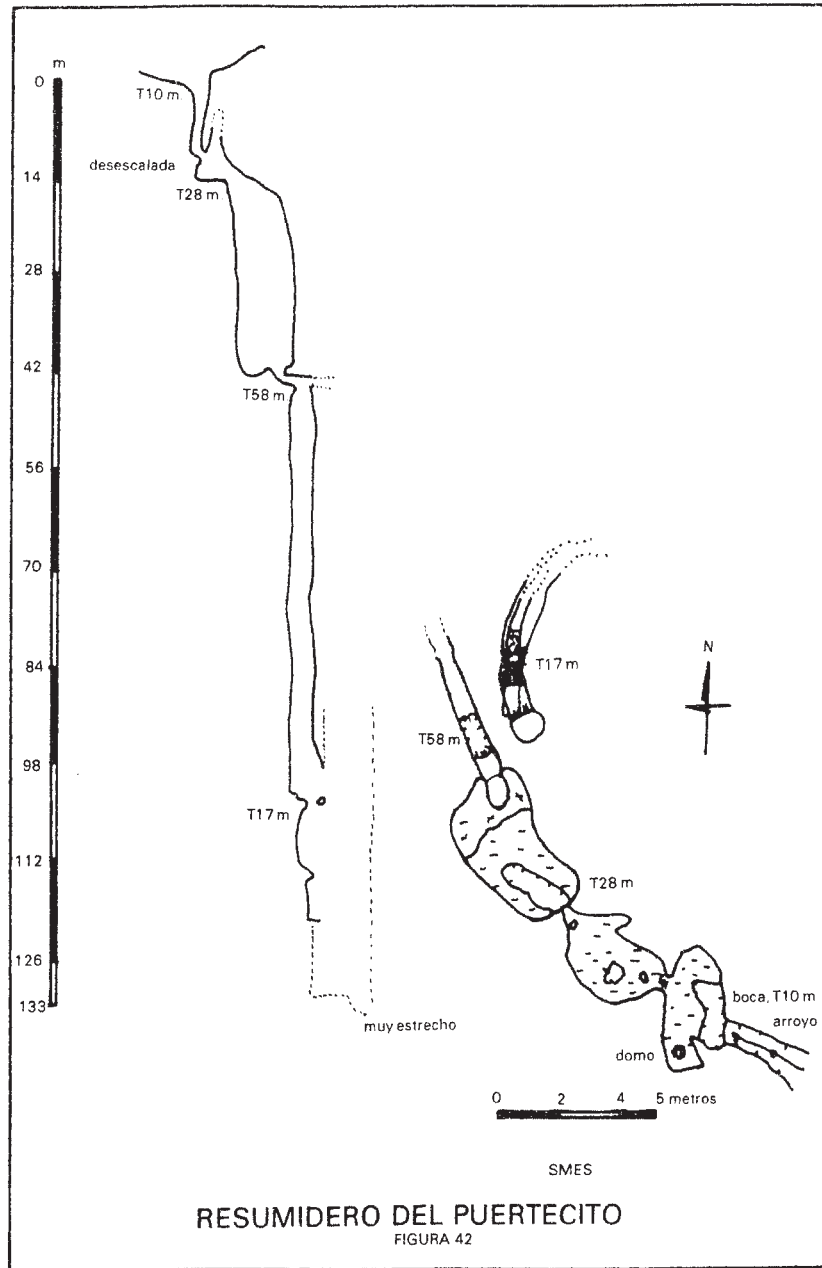 m
0
T10 m
desescalada
14
T28 m
28
42
T58 m
56
70
84
98
T17 m
112
126
133
muy estrecho
N
T17 m
T58 m
T28 m
boca, T10 m
arroyo
domo
0 2 4 5 metros
SMES
RESUMIDERO DEL PUERTECITO
FIGURA 42